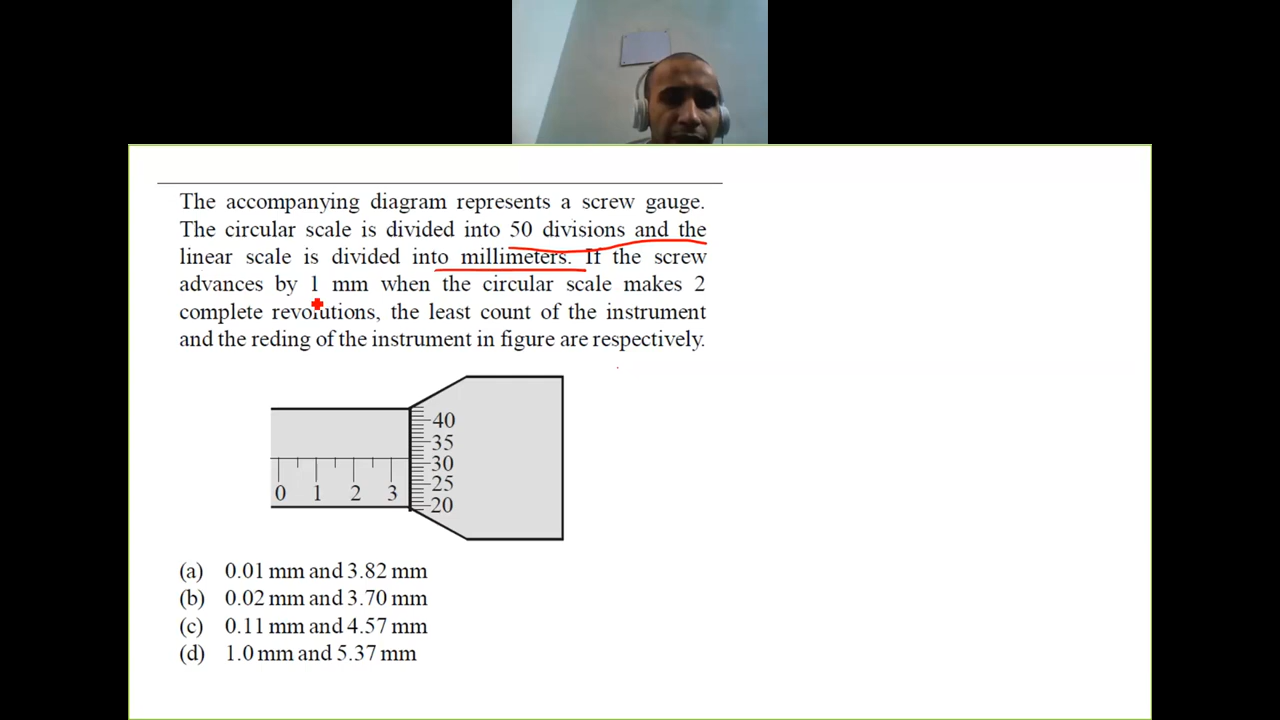 The accompanying diagram represents a screw gauge.
The circular scale is divided into 50 divisions and the
linear scale is divided into millimeters. If the screw
advances by 1 mm when the circular scale makes 2
complete revolutions, the least count of the instrument
and the reding of the instrument in figure are respectively.
40
35
30
25
20
0 1 2 3
(a) 0.01 mm and 3.82 mm
(b) 0.02 mm and 3.70 mm
(c) 0.11 mm and 4.57 mm
(d) 1.0 mm and 5.37 mm